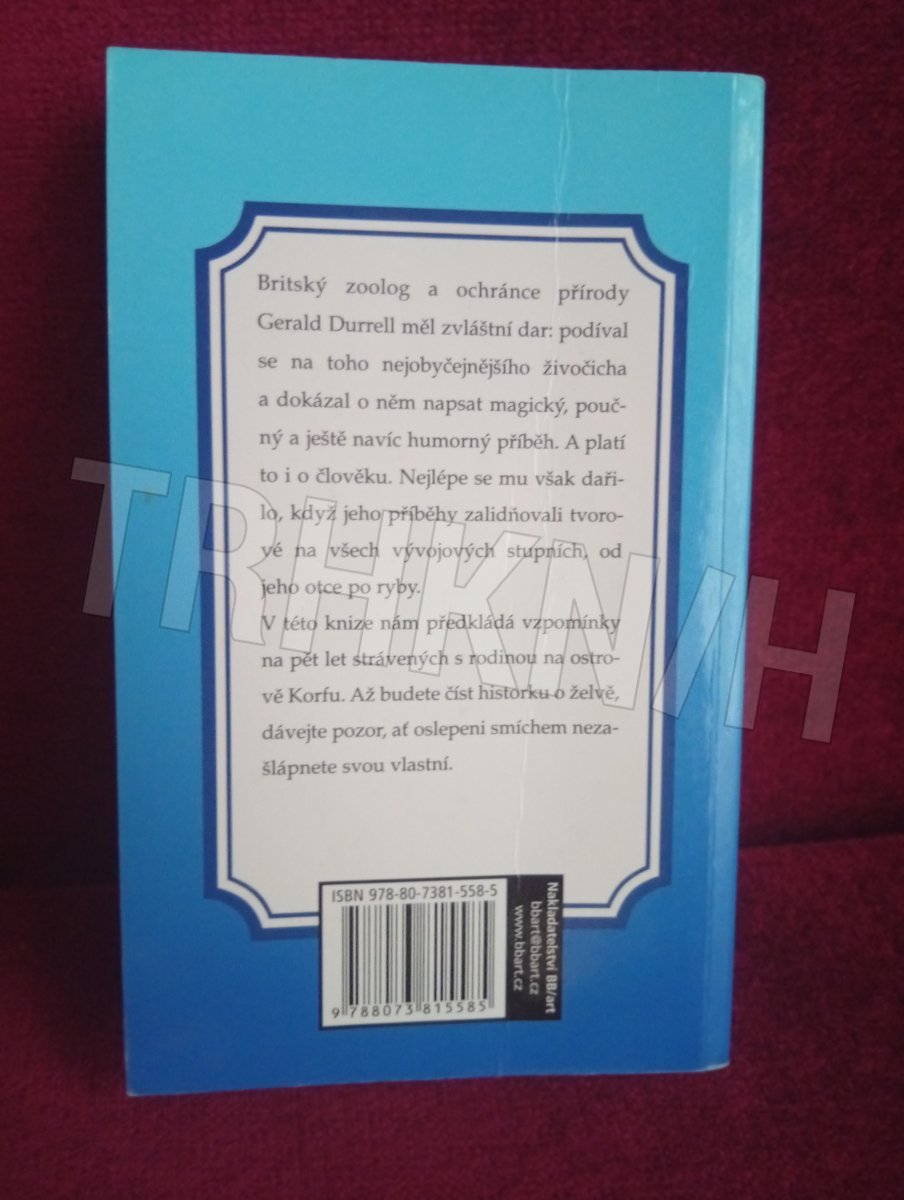 Britský zoolog a ochránce přírody
Gerald Durrell měl zvláštní dar: podíval
se na toho nejobyčejnějšího živočicha
a dokázal o něm napsat magický, pouč-
ný a ještě navíc humorný příběh. A platí
to i o člověku. Nejlépe se mu však daři-
lo, když jeho příběhy zalidňovali tvoro-
vé na všech vývojových stupních, od
jeho otce po ryby.
V této knize nám předkládá vzpomínky
na pět let strávených s rodinou na ostro-
vě Korfu. Až budete číst historku o želvě,
dávejte pozor, ať oslepeni smíchem neza-
šlápnete svou vlastní.
TRHKNIH
ISBN 978-80-7381-558-5
9 788073 815585
Nakladatelství BB/art
bbart@bbart.cz
www.bbart.cz